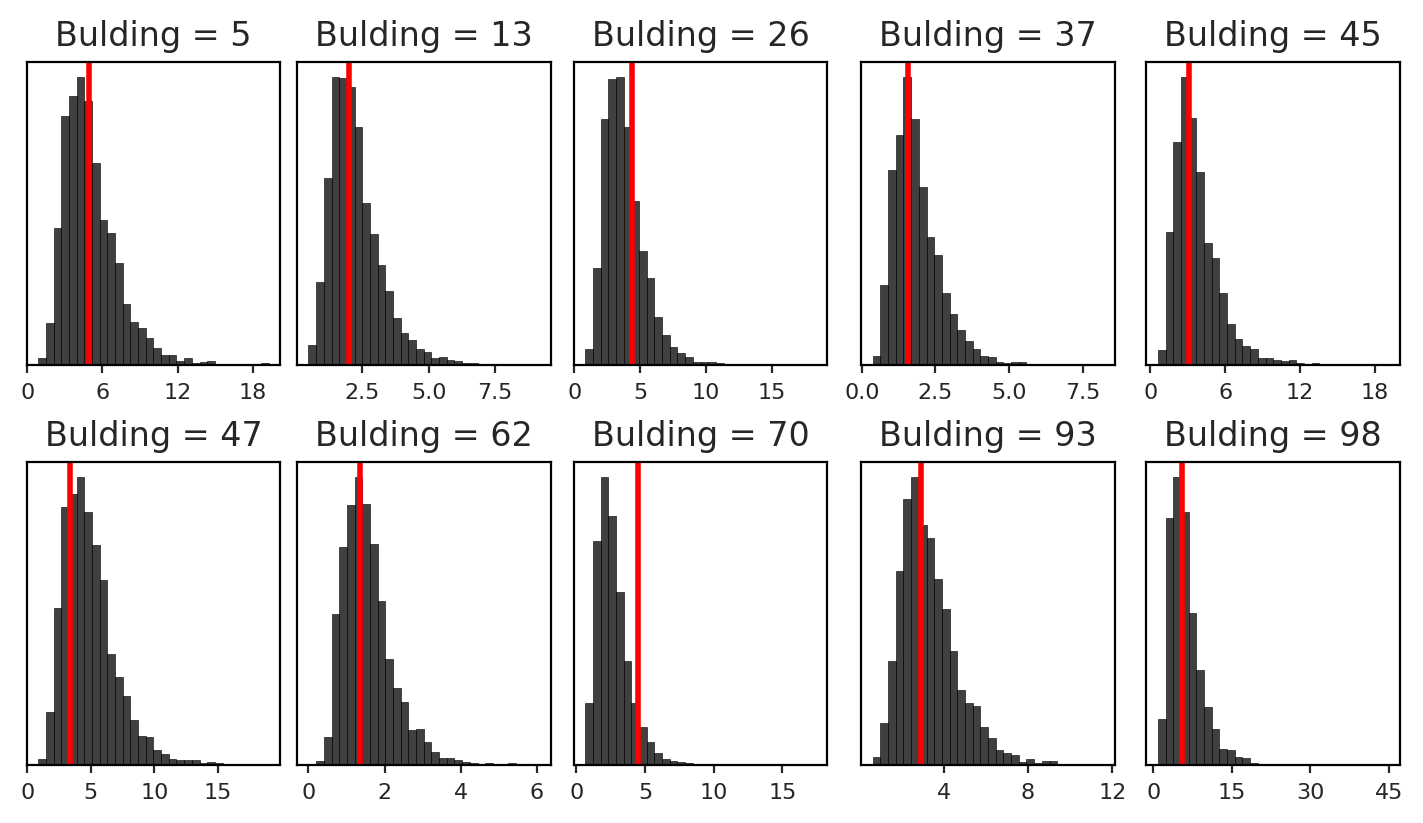 Bulding = 5 Bulding = 13 Bulding = 26 Bulding = 37 Bulding = 45
0 6 12 18 2.5 5.0 7.5 0 5 10 15 0.0 2.5 5.0 7.5 0 6 12 18
Bulding = 47 Bulding = 62 Bulding = 70 Bulding = 93 Bulding = 98
0 5 10 15 0 2 4 6 0 5 10 15 4 8 12 0 15 30 45